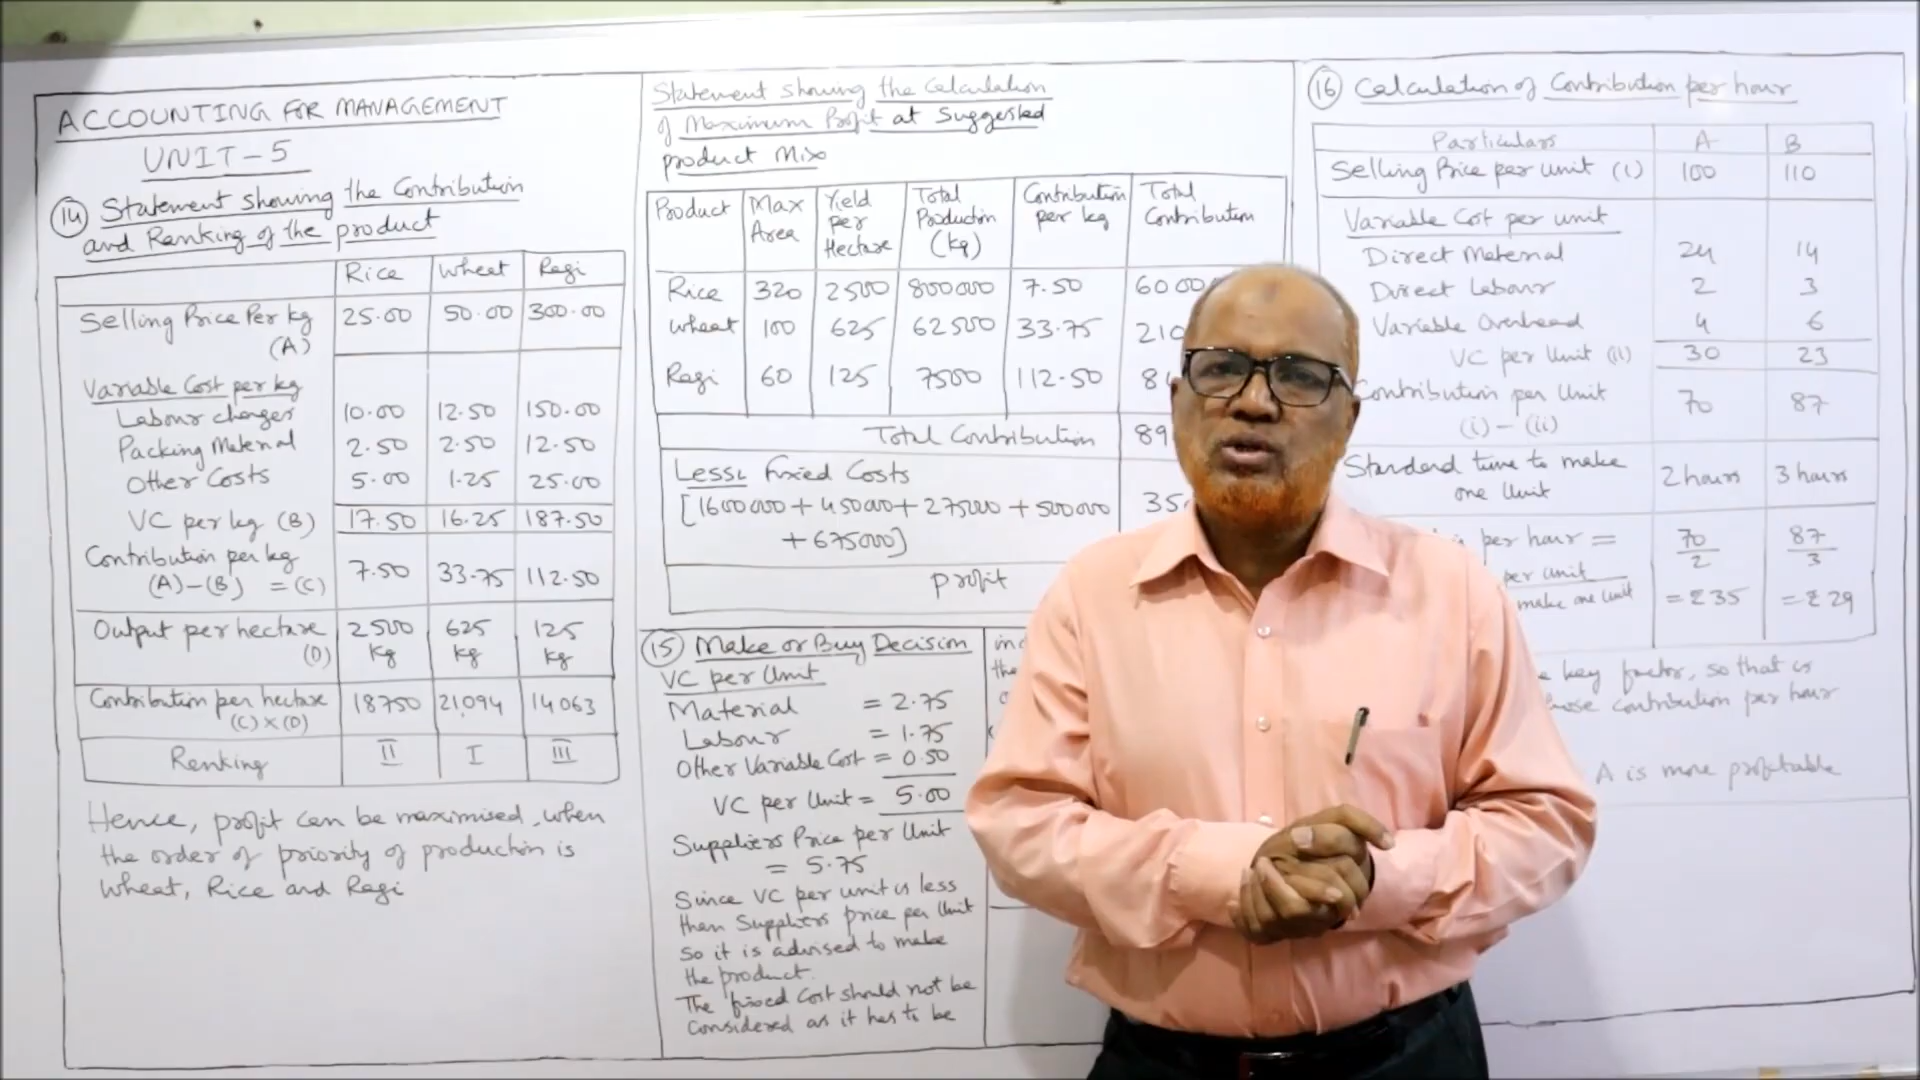 ACCOUNTING FOR MANAGEMENT
UNIT-5
14 Statement showing the Contribution
and Ranking of the product
Rice Wheat Ragi
Selling Price Per kg 25.00 50.00 300.00
(A)
Variable Cost per kg
Labour charges 10.00 12.50 150.00
Packing Material 2.50 2.50 12.50
Other Costs 5.00 1.25 25.00
VC per kg (B) 17.50 16.25 187.50
Contribution per kg
(A)-(B) =(C) 7.50 33.75 112.50
Output per hectare 2500 625 125
(D) kg kg kg
Contribution per hectare 18750 21,094 14063
(C)x(D)
Ranking II I III
Hence, profit can be maximised, when
the order of priority of production is
Wheat, Rice and Ragi
Statement showing the Calculation
of Maximum Profit at Suggested
product Mix
Product Max Area Yield per Hectare Total Production (kg) Contribution per kg Total Contribution
Rice 320 2500 800000 7.50 6000
Wheat 100 625 62500 33.75 210
Ragi 60 125 7500 112.50
Total Contribution 89
Less: Fixed Costs
[1600000+450000+275000+500000 35
+675000]
profit
15 Make or Buy Decision
VC per Unit
Material = 2.75
Labour = 1.75
Other Variable Cost = 0.50
VC per Unit = 5.00
Suppliers Price per Unit
= 5.75
Since VC per unit is less
than Suppliers price per Unit
So it is advised to make
the product.
The fixed Cost should not be
Considered as it has to be
16 Calculation of Contribution per hour
Particulars A B
Selling Price per unit (i) 100 110
Variable Cost per unit
Direct Material 24 14
Direct Labour 2 3
Variable Overhead 4 6
VC per Unit (ii) 30 23
Contribution per Unit 70 87
(i)-(ii)
Standard time to make 2 hours 3 hours
one Unit
per hour = 70/2 87/3
per unit
make one Unit =₹35 =₹29
key factor, so that is
contribution per hour
A is more profitable